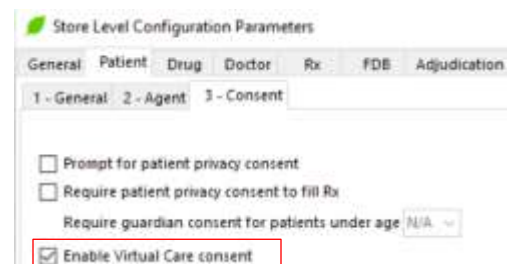 Store Level Configuration Parameters
General Patient Drug Doctor Rx FDB Adjudication
1 - General 2 - Agent 3 - Consent
Prompt for patient privacy consent
Require patient privacy consent to fill Rx
Require guardian consent for patients under age N/A
Enable Virtual Care consent